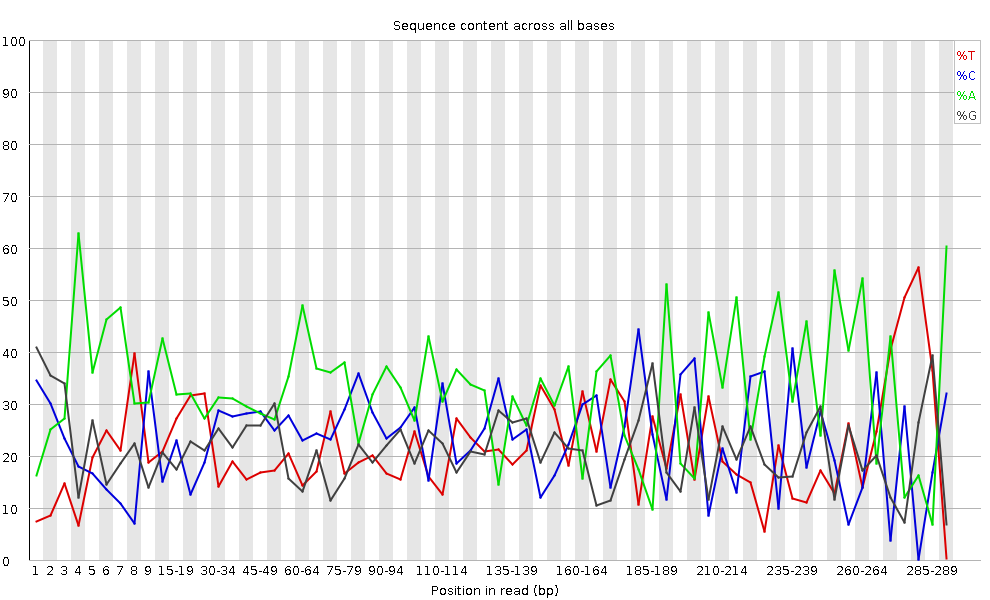 Sequence content across all bases
100
90
80
70
60
50
40
30
20
10
0
%T
%C
%A
%G
1 2 3 4 5 6 7 8 9 15-19 30-34 45-49 60-64 75-79 90-94 110-114 135-139 160-164 185-189 210-214 235-239 260-264 285-289
Position in read (bp)